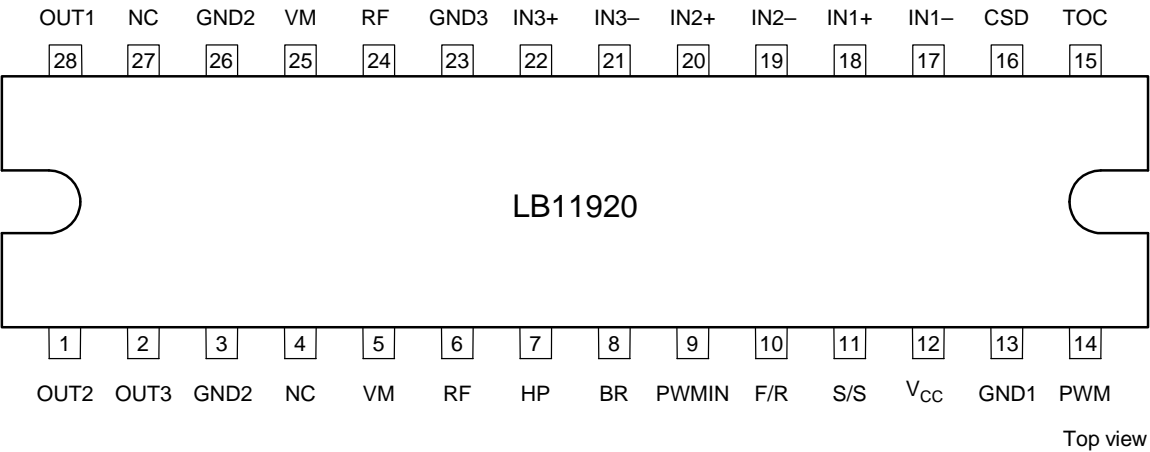 OUT1 NC GND2 VM RF GND3 IN3+ IN3– IN2+ IN2– IN1+ IN1– CSD TOC
28 27 26 25 24 23 22 21 20 19 18 17 16 15
LB11920
1 2 3 4 5 6 7 8 9 10 11 12 13 14
OUT2 OUT3 GND2 NC VM RF HP BR PWMIN F/R S/S VCC GND1 PWM
Top view